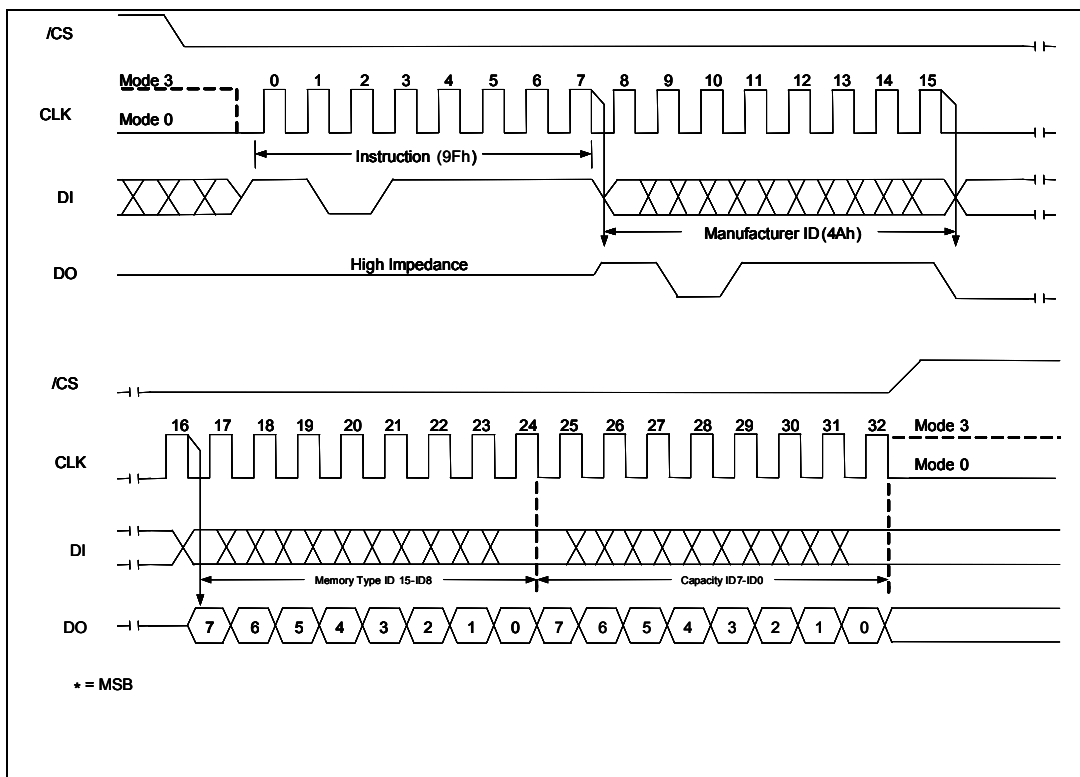 /CS
0 1 2 3 4 5 6 7 8 9 10 11 12 13 14 15
Mode 3
CLK
Mode 0
Instruction (9Fh)
DI
Manufacturer ID (4Ah)
High Impedance
DO
/CS
16 17 18 19 20 21 22 23 24 25 26 27 28 29 30 31 32
Mode 3
CLK
Mode 0
DI
Memory Type ID 15-ID8
Capacity ID7-ID0
DO
7 6 5 4 3 2 1 0 7 6 5 4 3 2 1 0
* = MSB